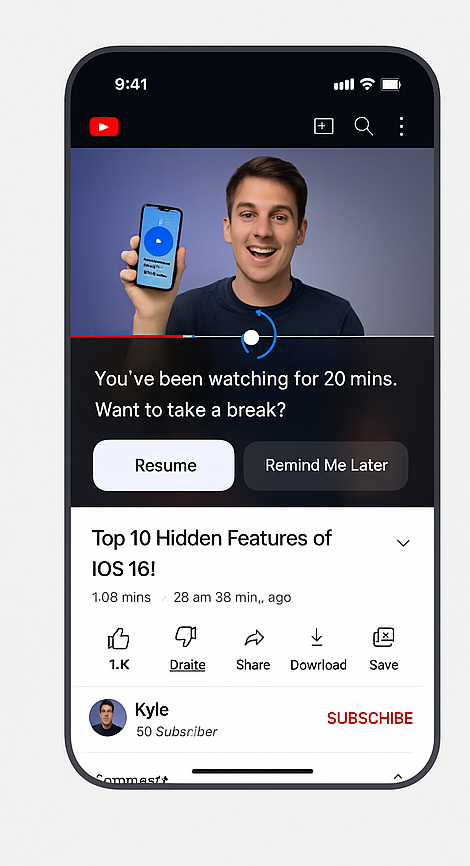 9:41
You've been watching for 20 mins.
Want to take a break?
Resume
Remind Me Later
Top 10 Hidden Features of
IOS 16!
1.08 mins
28 am 38 min,, ago
1.K
Draite
Share
Dowrload
Save
Kyle
50 Subsriber
SUBSCHIBE